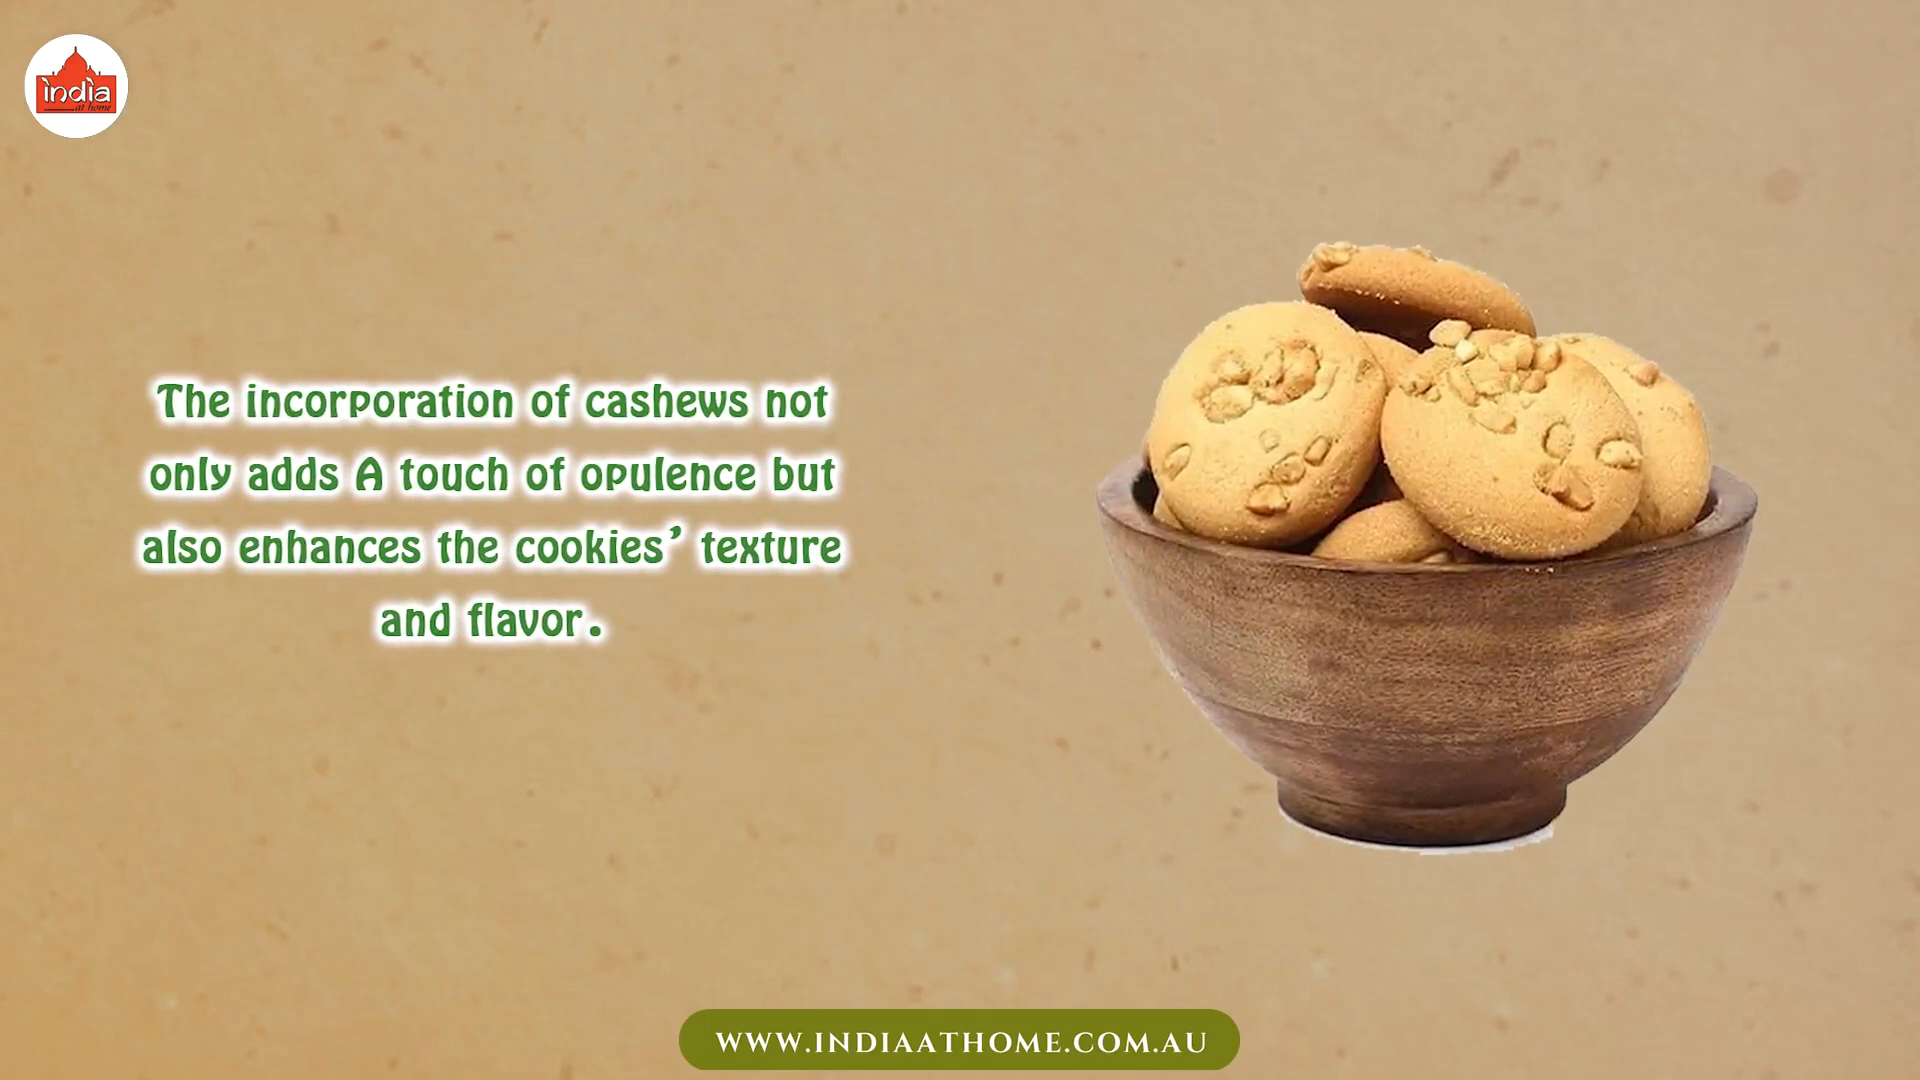 india
at home
The incorporation of cashews not
only adds A touch of opulence but
also enhances the cookies’ texture
and flavor.
WWW.INDIAATHOME.COM.AU